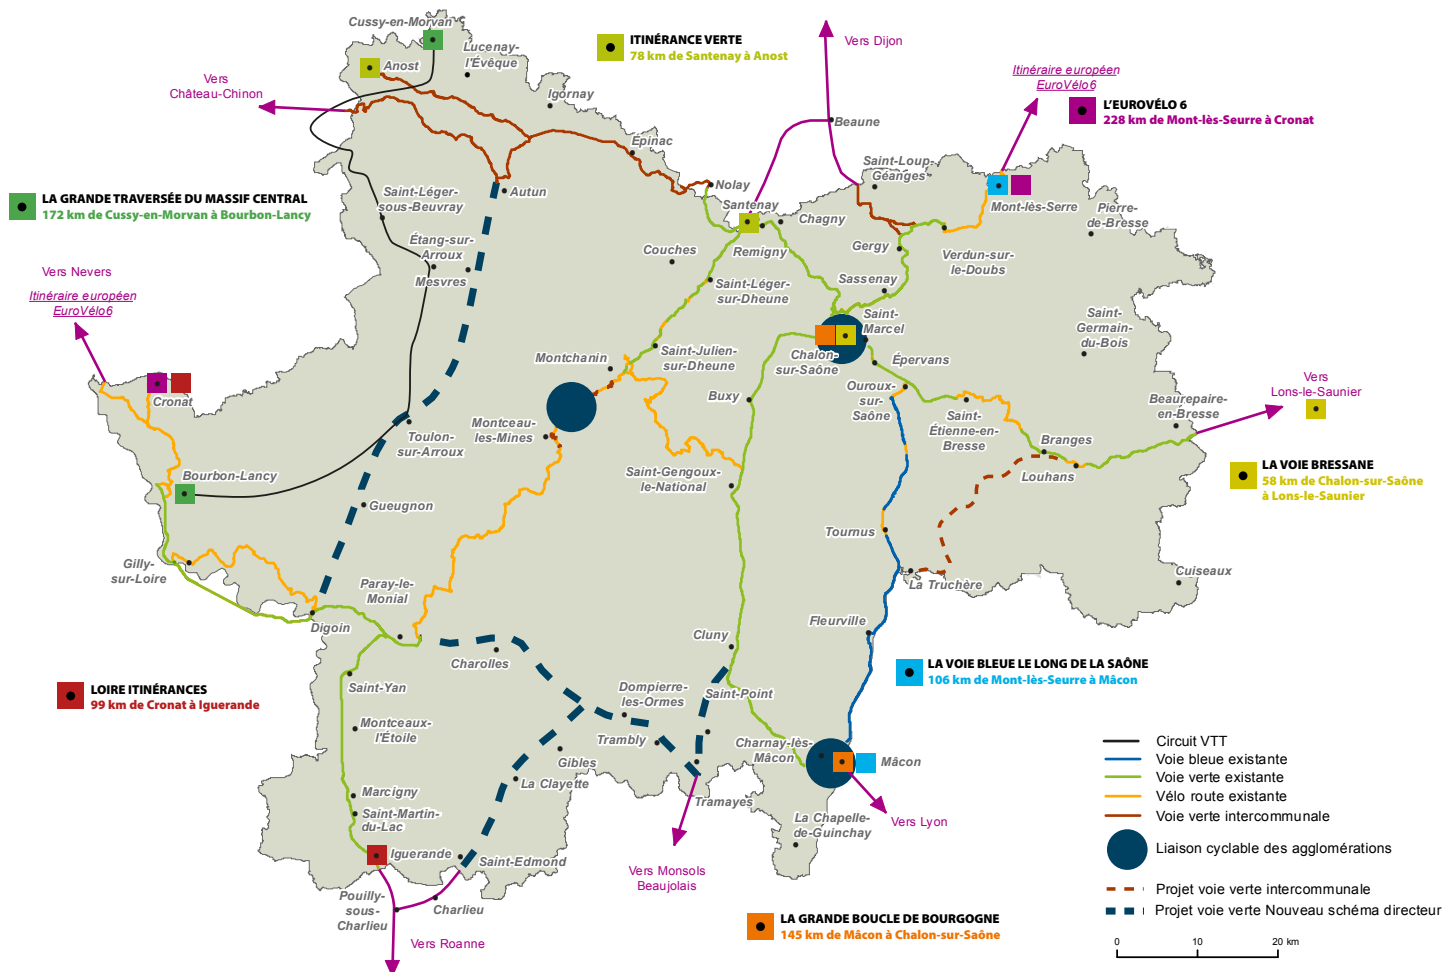 Cussy-en-Morvan
Lucenay-
l'Évêque
Anost
ITINÉRANCE VERTE
78 km de Santenay à Anost
Vers Dijon
Vers
Château-Chinon
Igornay
Itinéraire européen
EuroVélo6
L'EUROVÉLO 6
228 km de Mont-lès-Seurre à Cronat
Beaune
Épinac
Saint-Loup-
Géanges
LA GRANDE TRAVERSÉE DU MASSIF CENTRAL
172 km de Cussy-en-Morvan à Bourbon-Lancy
Saint-Léger-
sous-Beuvray
Autun
Nolay
Santenay
Chagny
Remigny
Mont-lès-Serre
Pierre-
de-Bresse
Gergy
Verdun-sur-
le-Doubs
Étang-sur-
Arroux
Mesvres
Couches
Saint-Léger-
sur-Dheune
Sassenay
Vers Nevers
Itinéraire européen
EuroVélo6
Saint-
Marcel
Saint-
Germain-
du-Bois
Montchanin
Saint-Julien-
sur-Dheune
Chalon-
sur-Saône
Épervans
Cronat
Buxy
Ouroux-
sur-
Saône
Vers
Lons-le-Saunier
Beaurepaire-
en-Bresse
Toulon-
sur-Arroux
Montceau-
les-Mines
Saint-
Étienne-en-
Bresse
Branges
Louhans
Bourbon-Lancy
Saint-Gengoux-
le-National
LA VOIE BRESSANE
58 km de Chalon-sur-Saône
à Lons-le-Saunier
Gueugnon
Tournus
Gilly-
sur-Loire
Paray-le-
Monial
La Truchère
Cuiseaux
Digoin
Fleurville
Cluny
Charolles
LA VOIE BLEUE LE LONG DE LA SAÔNE
106 km de Mont-lès-Seurre à Mâcon
LOIRE ITINÉRANCES
99 km de Cronat à Iguerande
Saint-Yan
Dompierre-
les-Ormes
Saint-Point
Montceaux-
l'Étoile
Trambly
Charnay-lès-
Mâcon
Mâcon
Gibles
La Clayette
Marcigny
Saint-Martin-
du-Lac
Tramayes
La Chapelle-
de-Guinchay
Vers Lyon
Iguerande
Saint-Edmond
Vers Monsols
Beaujolais
Pouilly-
sous-
Charlieu
Charlieu
Vers Roanne
LA GRANDE BOUCLE DE BOURGOGNE
145 km de Mâcon à Chalon-sur-Saône
Circuit VTT
Voie bleue existante
Voie verte existante
Vélo route existante
Voie verte intercommunale
Liaison cyclable des agglomérations
Projet voie verte intercommunale
Projet voie verte Nouveau schéma directeur
0 10 20 km